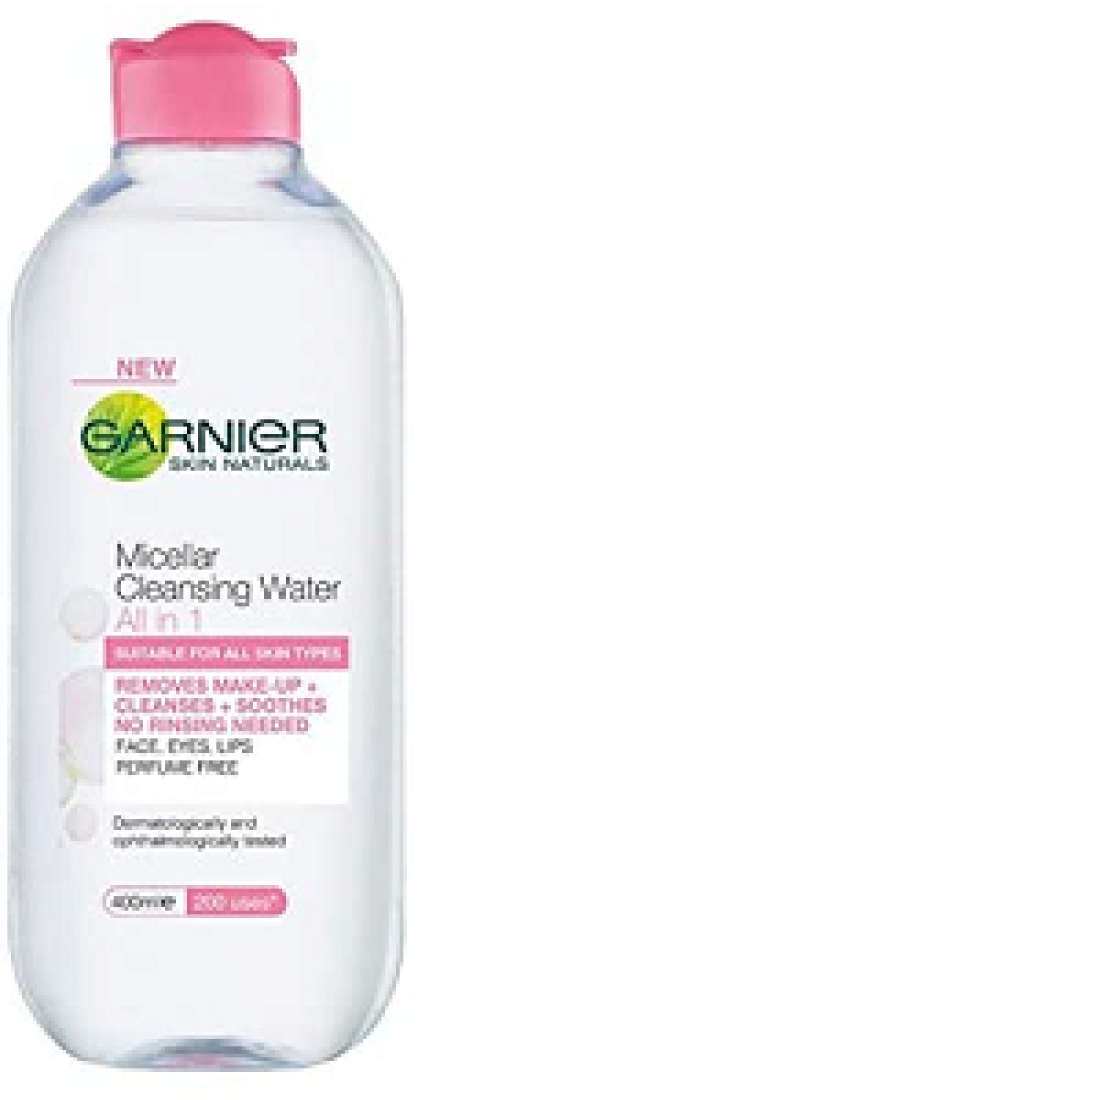 NEW
GARNIER
SKIN NATURALS
Micellar
Cleansing Water
All in 1
SUITABLE FOR ALL SKIN TYPES
REMOVES MAKE-UP +
CLEANSES + SOOTHES
NO RINSING NEEDED
FACE, EYES, LIPS
PERFUME FREE
Dermatologically and
ophthalmologically tested
400ml e 200 uses*